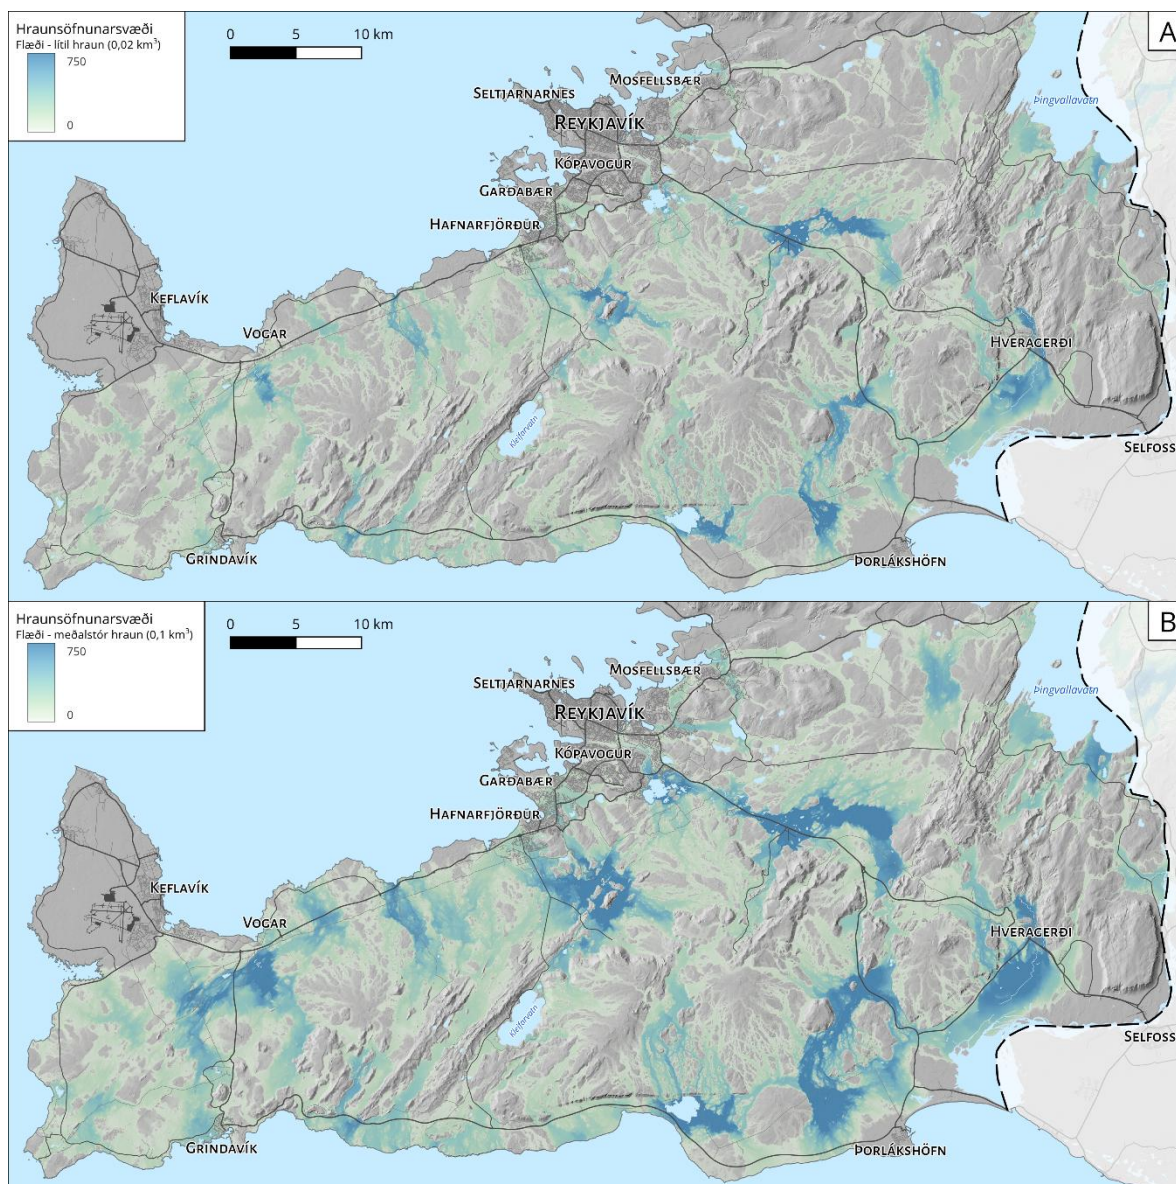 Hraunsöfnunarsvæði
Flæði - lítil hraun (0,02 km³)
750
0
0 5 10 km
A
Mosfellsbær
Seltjarnarnes
Reykjavík
Kópavogur
Garðabær
Hafnarfjörður
Þingvallavatn
Keflavík
Vogar
Hveragerði
Kleifarvatn
Selfoss
Grindavík
Þorlákshöfn
Hraunsöfnunarsvæði
Flæði - meðalstór hraun (0,1 km³)
750
0
0 5 10 km
B
Mosfellsbær
Seltjarnarnes
Reykjavík
Kópavogur
Garðabær
Hafnarfjörður
Þingvallavatn
Keflavík
Vogar
Hveragerði
Kleifarvatn
Selfoss
Grindavík
Þorlákshöfn